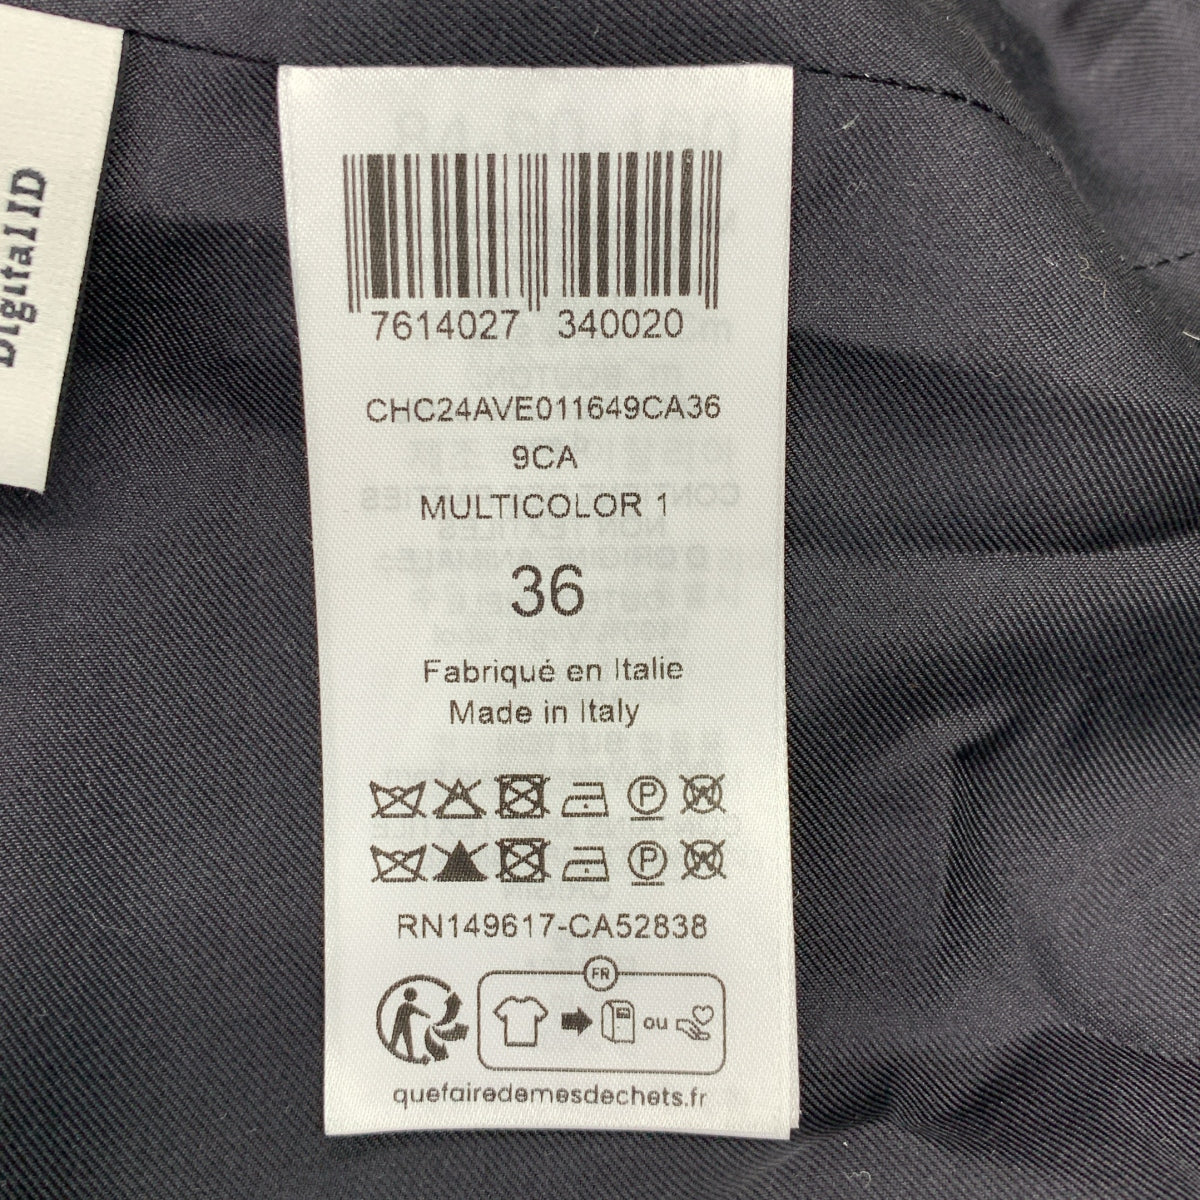 Digital ID
7614027 340020
CHC24AVE011649CA36
9CA
MULTICOLOR 1
36
Fabriqué en Italie
Made in Italy
P W
P W
RN149617-CA52838
FR
ou
quefairedemesdechets.fr